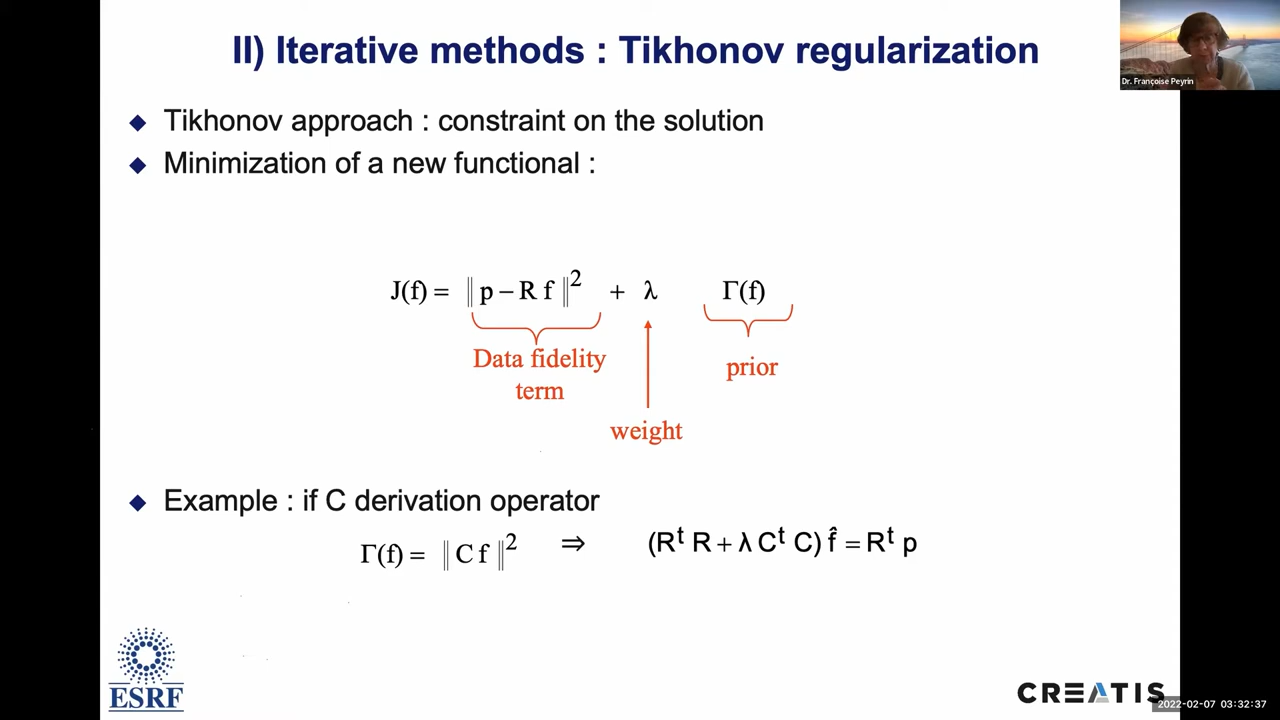 II) Iterative methods : Tikhonov regularization
Dr. Françoise Peyrin
◆ Tikhonov approach : constraint on the solution
◆ Minimization of a new functional :
J(f) = ‖ p − R f ‖² + λ Γ(f)
Data fidelity
term
prior
weight
◆ Example : if C derivation operator
Γ(f) = ‖ C f ‖² ⇒ (Rᵗ R + λ Cᵗ C) f̂ = Rᵗ p
ESRF
CREATIS
2022-02-07 03:32:37